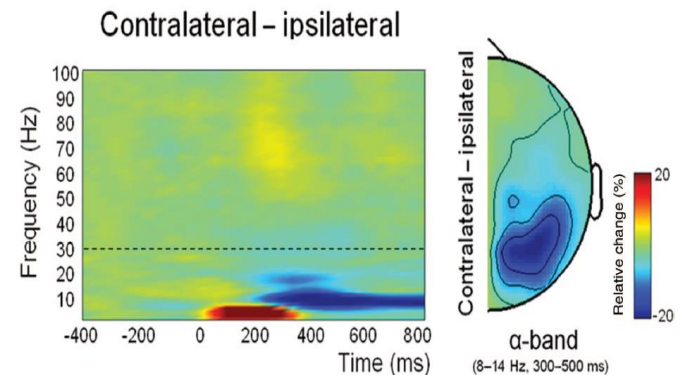 Contralateral – ipsilateral
Frequency (Hz)
100
90
80
70
60
50
40
30
20
10
-400 -200 0 200 400 600 800
Time (ms)
Contralateral – ipsilateral
20
Relative change (%)
-20
α-band
(8–14 Hz, 300–500 ms)